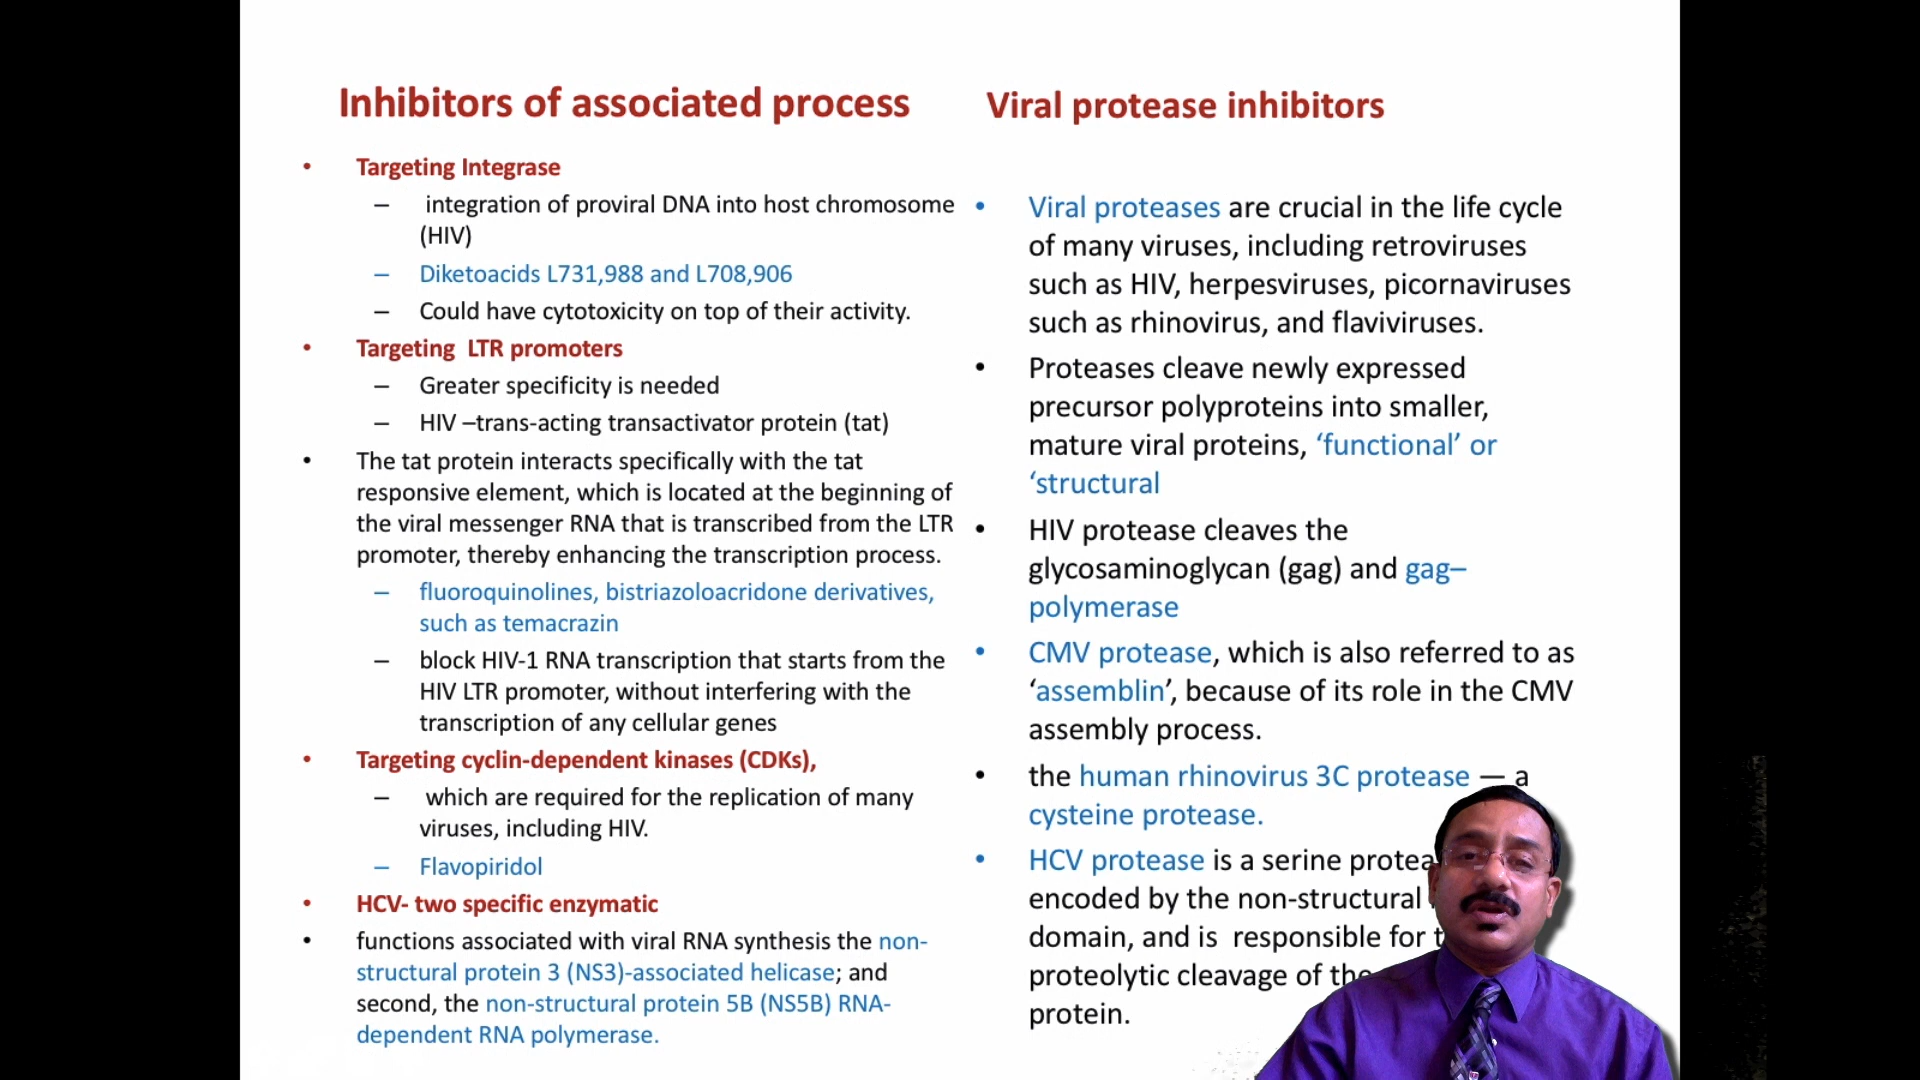 Inhibitors of associated process
• Targeting Integrase
– integration of proviral DNA into host chromosome
(HIV)
– Diketoacids L731,988 and L708,906
– Could have cytotoxicity on top of their activity.
• Targeting LTR promoters
– Greater specificity is needed
– HIV –trans-acting transactivator protein (tat)
• The tat protein interacts specifically with the tat
responsive element, which is located at the beginning of
the viral messenger RNA that is transcribed from the LTR
promoter, thereby enhancing the transcription process.
– fluoroquinolines, bistriazoloacridone derivatives,
such as temacrazin
– block HIV-1 RNA transcription that starts from the
HIV LTR promoter, without interfering with the
transcription of any cellular genes
• Targeting cyclin-dependent kinases (CDKs),
– which are required for the replication of many
viruses, including HIV.
– Flavopiridol
• HCV- two specific enzymatic
• functions associated with viral RNA synthesis the non-
structural protein 3 (NS3)-associated helicase; and
second, the non-structural protein 5B (NS5B) RNA-
dependent RNA polymerase.
Viral protease inhibitors
• Viral proteases are crucial in the life cycle
of many viruses, including retroviruses
such as HIV, herpesviruses, picornaviruses
such as rhinovirus, and flaviviruses.
• Proteases cleave newly expressed
precursor polyproteins into smaller,
mature viral proteins, ‘functional’ or
‘structural
• HIV protease cleaves the
glycosaminoglycan (gag) and gag–
polymerase
• CMV protease, which is also referred to as
‘assemblin’, because of its role in the CMV
assembly process.
• the human rhinovirus 3C protease — a
cysteine protease.
• HCV protease is a serine
encoded by the non-structural
domain, and is responsible for
proteolytic cleavage of
protein.